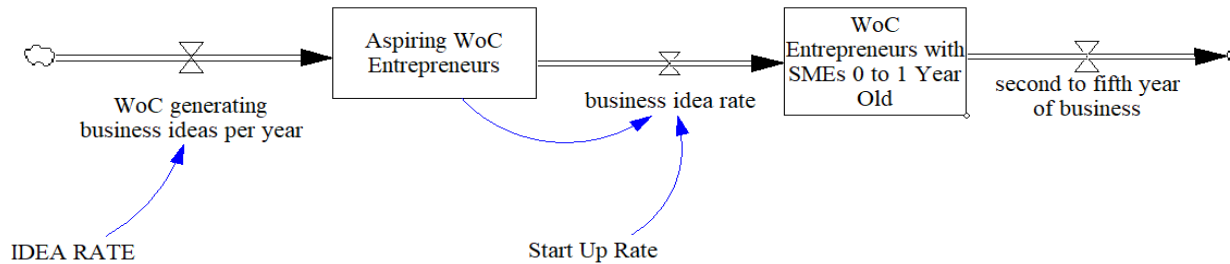 Aspiring WoC
Entrepreneurs
WoC
Entrepreneurs with
SMEs 0 to 1 Year
Old
WoC generating
business ideas per year
business idea rate
second to fifth year
of business
IDEA RATE
Start Up Rate